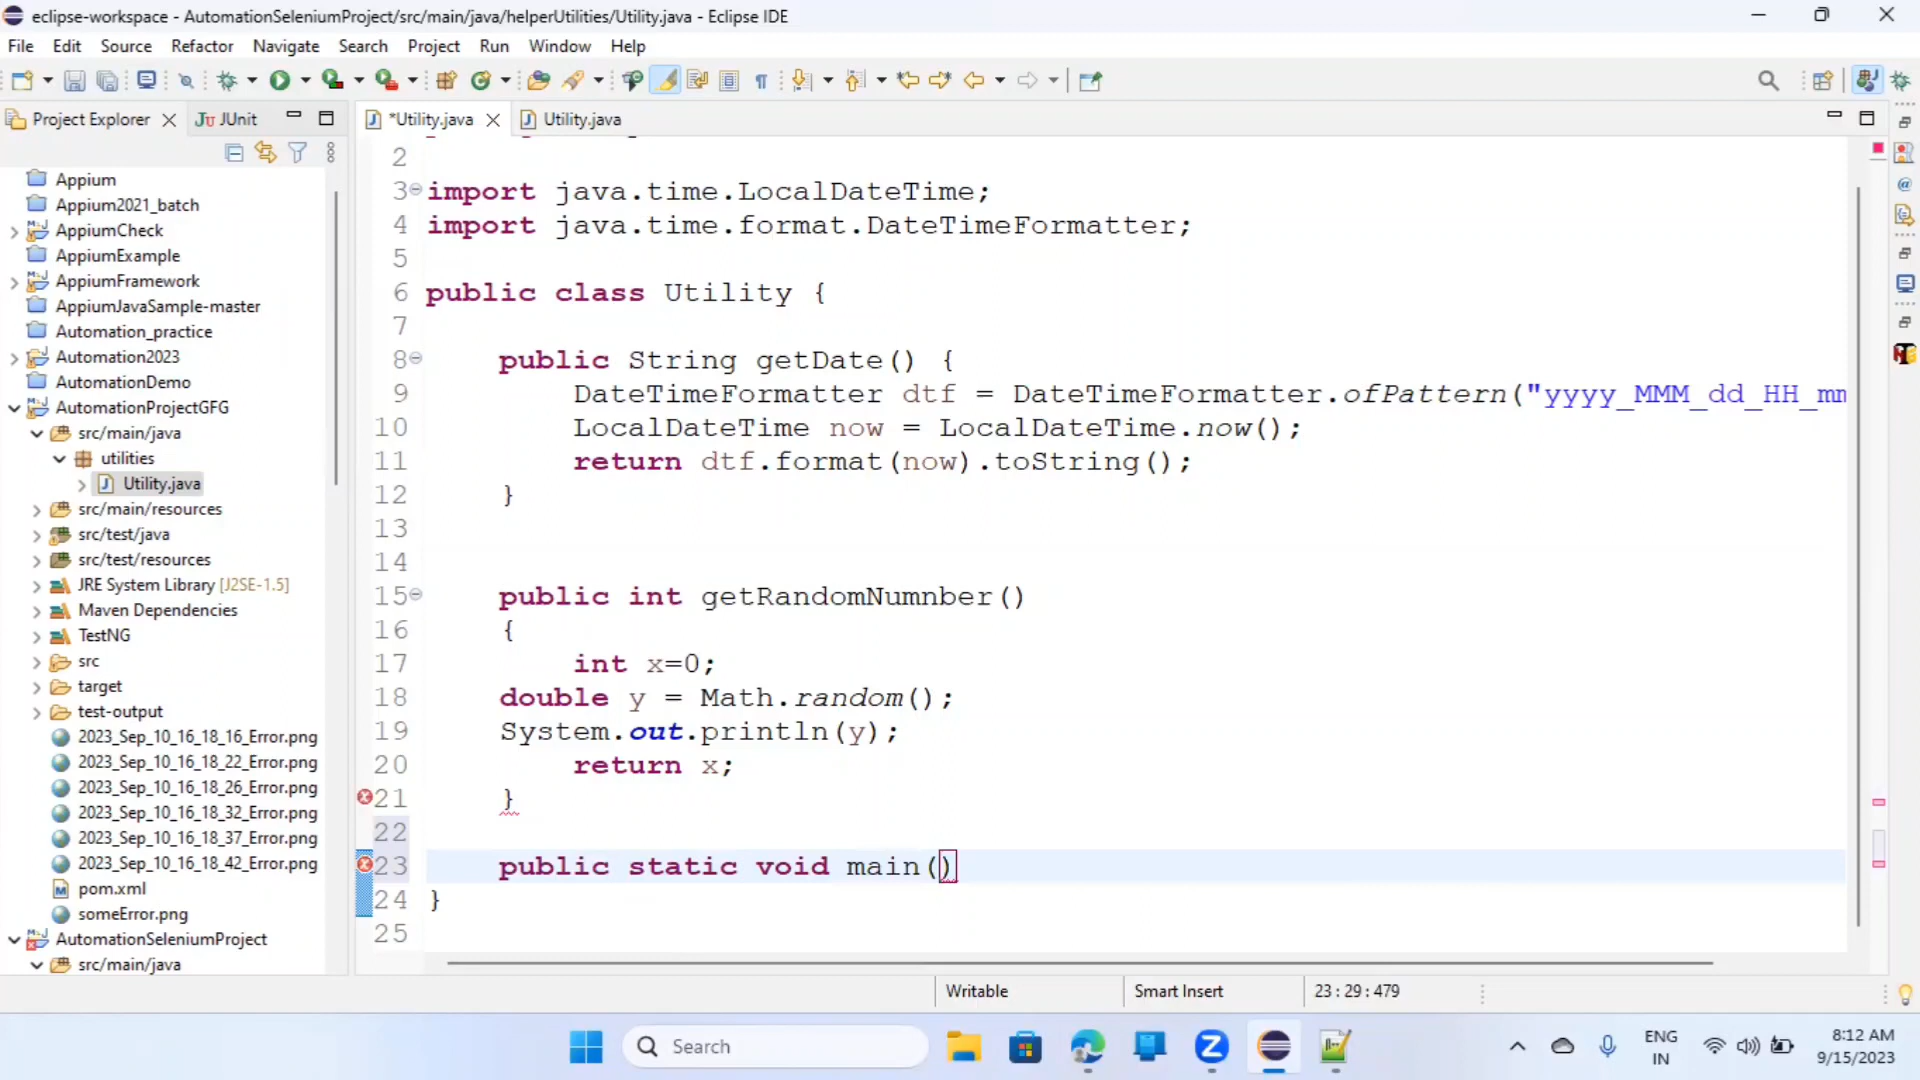 eclipse-workspace - AutomationSeleniumProject/src/main/java/helperUtilities/Utility.java - Eclipse IDE
File Edit Source Refactor Navigate Search Project Run Window Help
Project Explorer JUnit *Utility.java Utility.java
Appium
Appium2021_batch
AppiumCheck
AppiumExample
AppiumFramework
AppiumJavaSample-master
Automation_practice
Automation2023
AutomationDemo
AutomationProjectGFG
src/main/java
utilities
Utility.java
src/main/resources
src/test/java
src/test/resources
JRE System Library [J2SE-1.5]
Maven Dependencies
TestNG
src
target
test-output
2023_Sep_10_16_18_16_Error.png
2023_Sep_10_16_18_22_Error.png
2023_Sep_10_16_18_26_Error.png
2023_Sep_10_16_18_32_Error.png
2023_Sep_10_16_18_37_Error.png
2023_Sep_10_16_18_42_Error.png
pom.xml
someError.png
AutomationSeleniumProject
src/main/java
2
3 import java.time.LocalDateTime;
4 import java.time.format.DateTimeFormatter;
5
6 public class Utility {
7
8 public String getDate() {
9 DateTimeFormatter dtf = DateTimeFormatter.ofPattern("yyyy_MMM_dd_HH_mm
10 LocalDateTime now = LocalDateTime.now();
11 return dtf.format(now).toString();
12 }
13
14
15 public int getRandomNumnber()
16 {
17 int x=0;
18 double y = Math.random();
19 System.out.println(y);
20 return x;
21 }
22
23 public static void main()
24 }
25
Writable Smart Insert 23 : 29 : 479
Search
ENG
IN
8:12 AM
9/15/2023